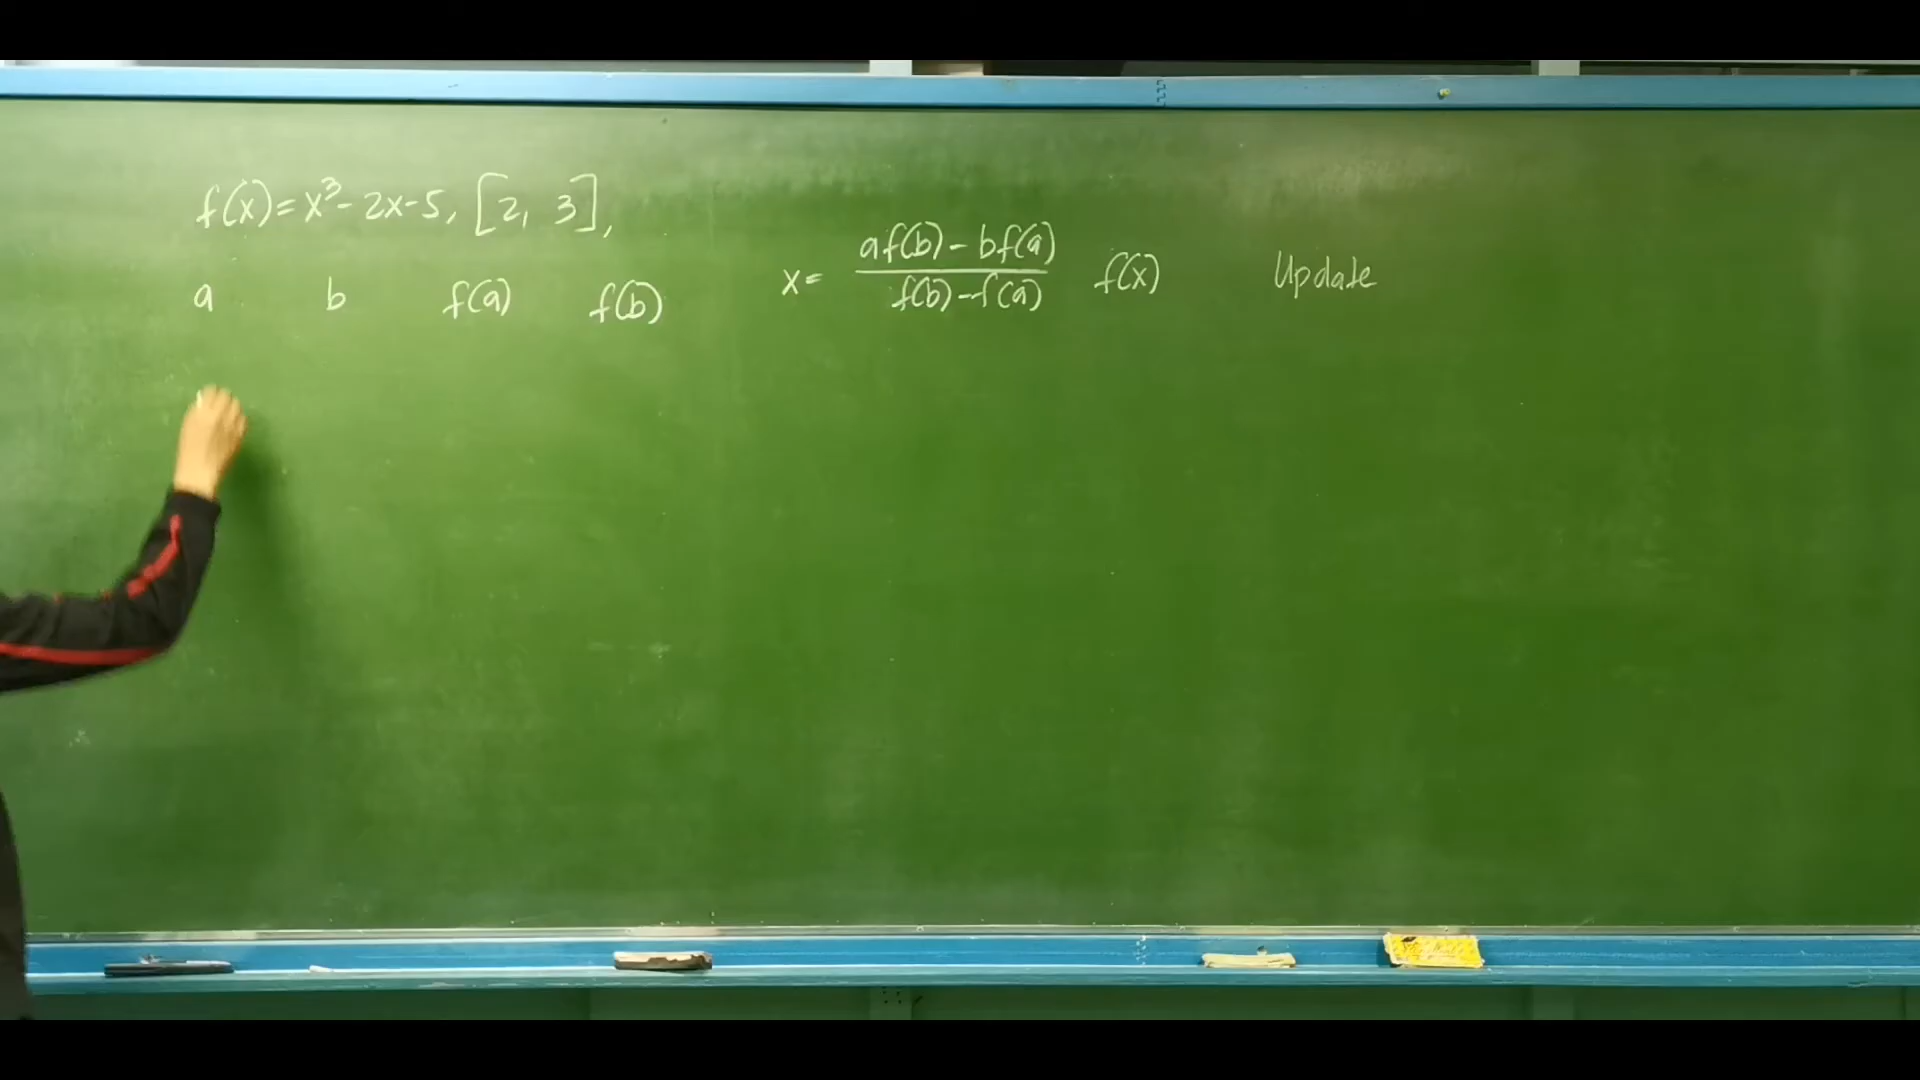 f(x)=x³-2x-5, [2, 3],
a b f(a) f(b) x= af(b)-bf(a) / f(b)-f(a) f(x) Update